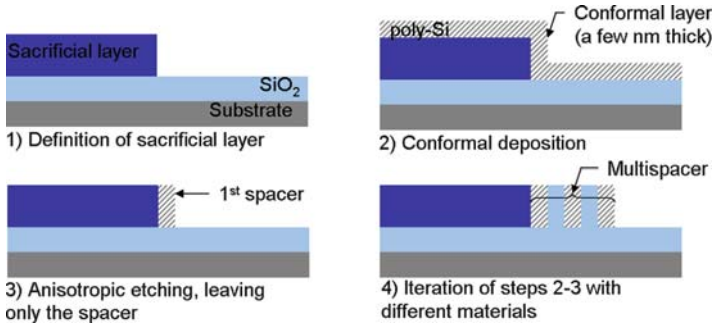 Sacrificial layer
SiO2
Substrate
1) Definition of sacrificial layer
poly-Si
Conformal layer
(a few nm thick)
2) Conformal deposition
1st spacer
3) Anisotropic etching, leaving
only the spacer
Multispacer
4) Iteration of steps 2-3 with
different materials